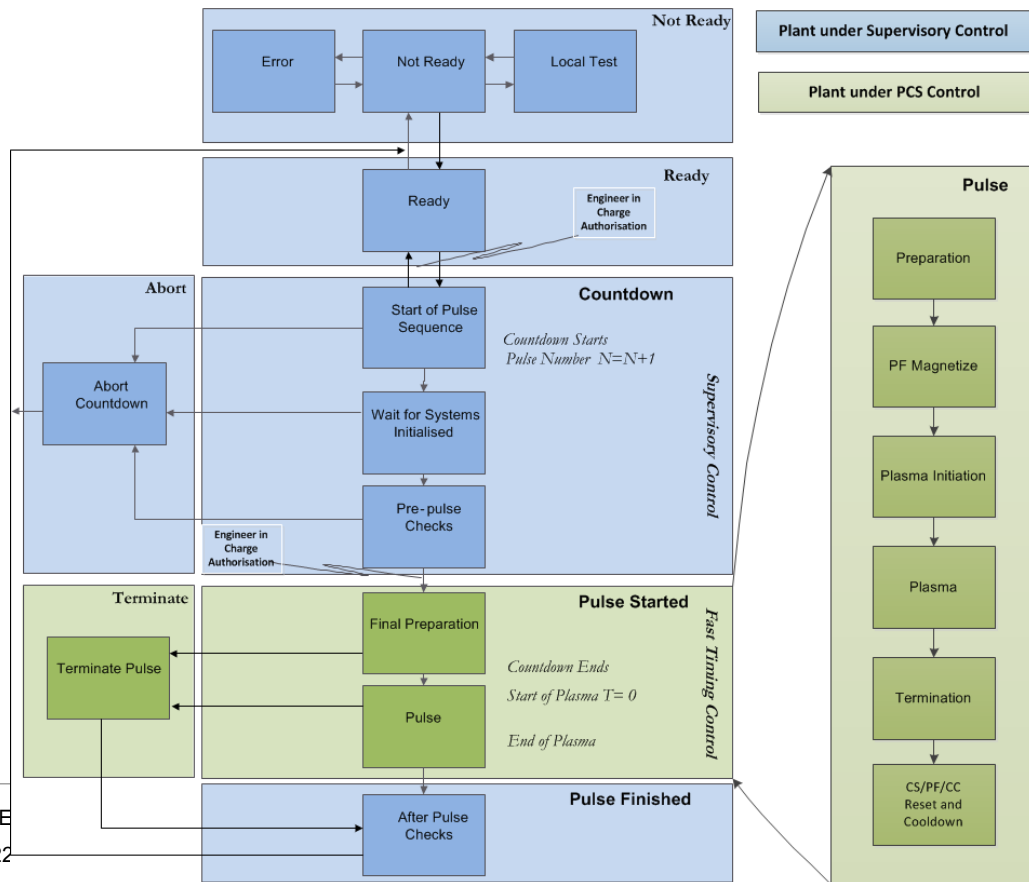 Not Ready
Error
Not Ready
Local Test
Plant under Supervisory Control
Plant under PCS Control
Ready
Ready
Engineer in
Charge
Authorisation
Abort
Abort
Countdown
Countdown
Start of Pulse
Sequence
Countdown Starts
Pulse Number N=N+1
Wait for Systems
Initialised
Pre-pulse
Checks
Supervisory Control
Engineer in
Charge
Authorisation
Terminate
Terminate Pulse
Pulse Started
Final Preparation
Countdown Ends
Start of Plasma T= 0
Pulse
End of Plasma
Fast Timing Control
Pulse Finished
After Pulse
Checks
Pulse
Preparation
PF Magnetize
Plasma Initiation
Plasma
Termination
CS/PF/CC
Reset and
Cooldown
E
22